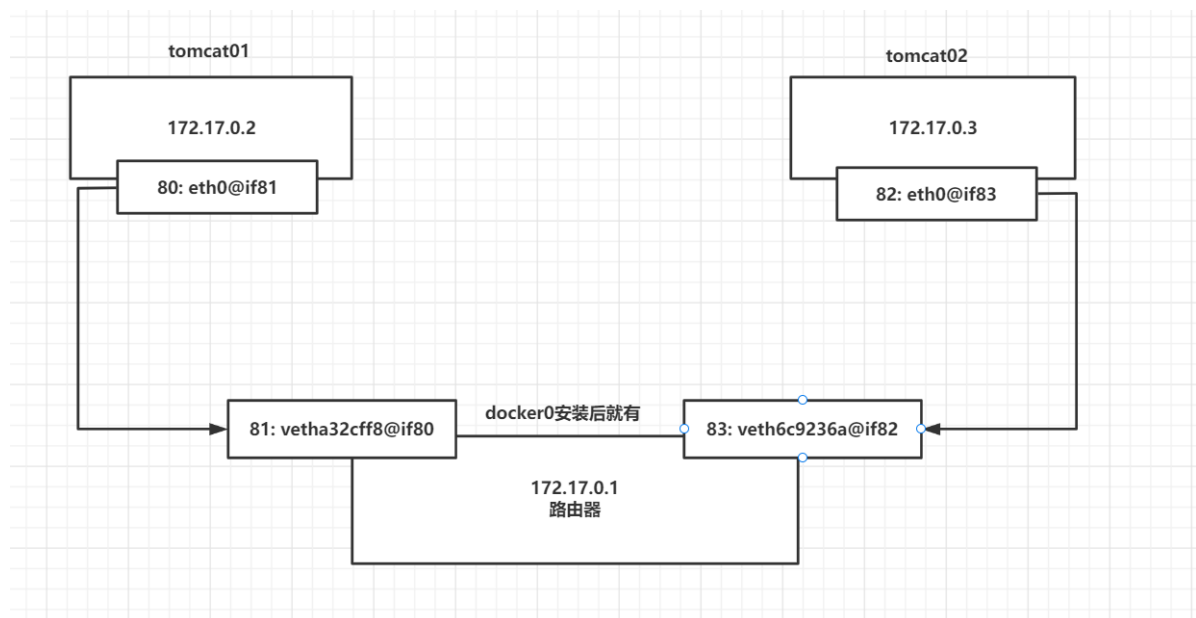 tomcat01
tomcat02
172.17.0.2
172.17.0.3
80: eth0@if81
82: eth0@if83
docker0安装后就有
81: vetha32cff8@if80
83: veth6c9236a@if82
172.17.0.1
路由器